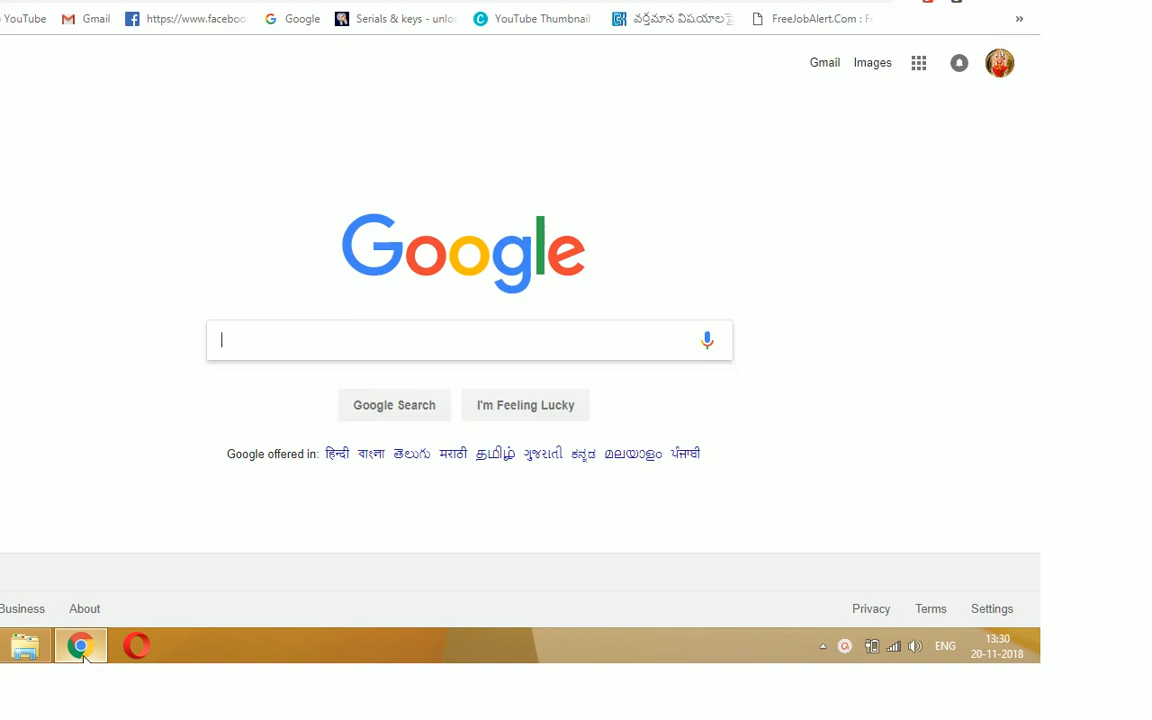 YouTube Gmail https://www.faceboo Google Serials & keys - unlo YouTube Thumbnail వర్తమాన విషయాలపై FreeJobAlert.Com : F »
Gmail Images
Google
Google Search I'm Feeling Lucky
Google offered in: हिन्दी বাংলা తెలుగు मराठी தமிழ் ગુજરાતી ಕನ್ನಡ മലയാളം ਪੰਜਾਬੀ
Business About Privacy Terms Settings
ENG 13:30
20-11-2018